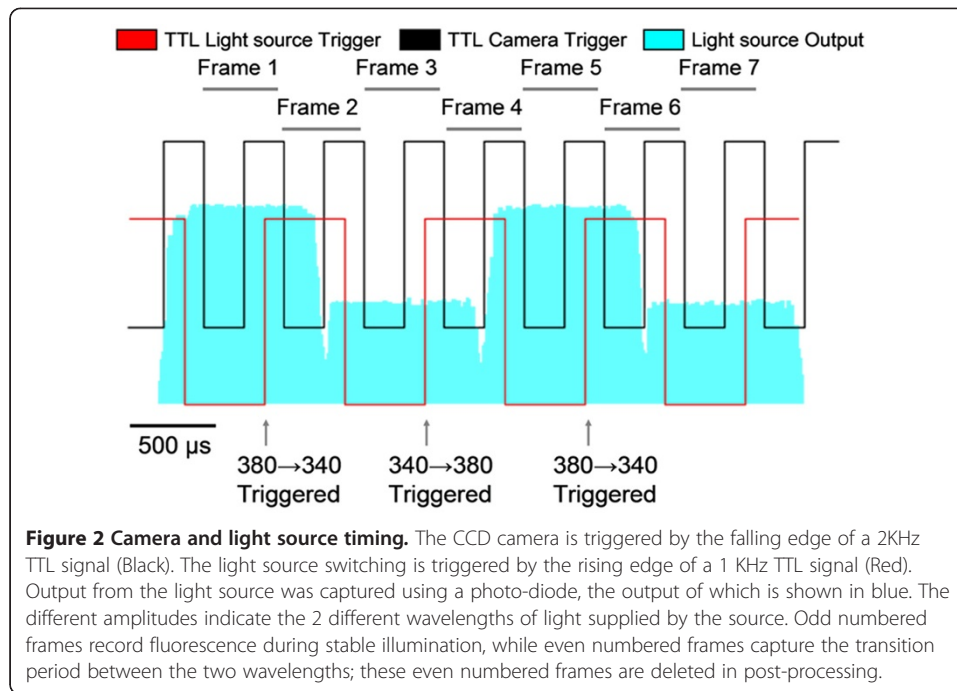 TTL Light source Trigger TTL Camera Trigger Light source Output
Frame 1 Frame 3 Frame 5 Frame 7
Frame 2 Frame 4 Frame 6
500 µs
380→340 340→380 380→340
Triggered Triggered Triggered
Figure 2 Camera and light source timing. The CCD camera is triggered by the falling edge of a 2KHz
TTL signal (Black). The light source switching is triggered by the rising edge of a 1 KHz TTL signal (Red).
Output from the light source was captured using a photo-diode, the output of which is shown in blue. The
different amplitudes indicate the 2 different wavelengths of light supplied by the source. Odd numbered
frames record fluorescence during stable illumination, while even numbered frames capture the transition
period between the two wavelengths; these even numbered frames are deleted in post-processing.